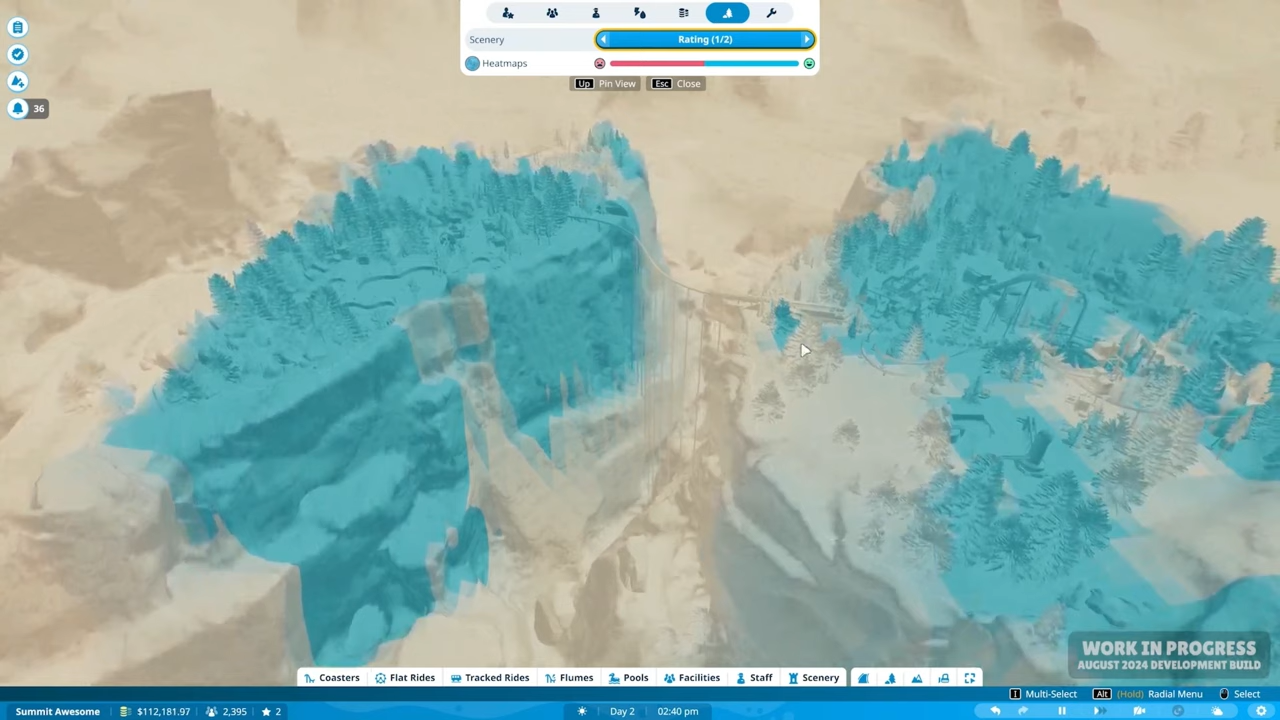 Scenery
Rating (1/2)
Heatmaps
Up Pin View Esc Close
36
WORK IN PROGRESS
AUGUST 2024 DEVELOPMENT BUILD
Coasters Flat Rides Tracked Rides Flumes Pools Facilities Staff Scenery
Multi-Select Alt (Hold) Radial Menu Select
Summit Awesome $112,181.97 2,395 2 Day 2 02:40 pm